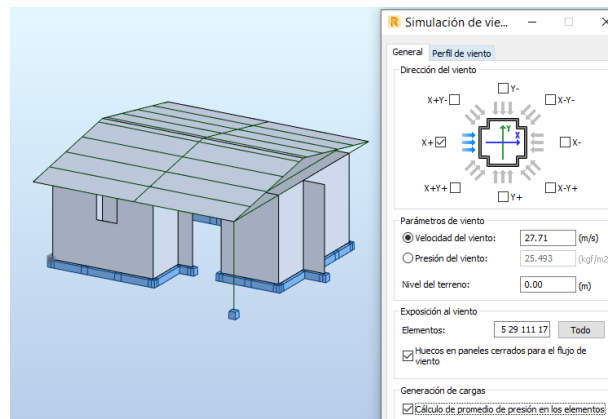 R Simulación de vie...
General Perfil de viento
Dirección del viento
Y-
X+Y- X-Y-
Y
X+ X X-
X+Y+ X-Y+
Y+
Parámetros de viento
Velocidad del viento: 27.71 (m/s)
Presión del viento: 25.493 (kgf/m2
Nivel del terreno: 0.00 (m)
Exposición al viento
Elementos: 5 29 111 17 Todo
Huecos en paneles cerrados para el flujo de
viento
Generación de cargas
Cálculo de promedio de presión en los elementos